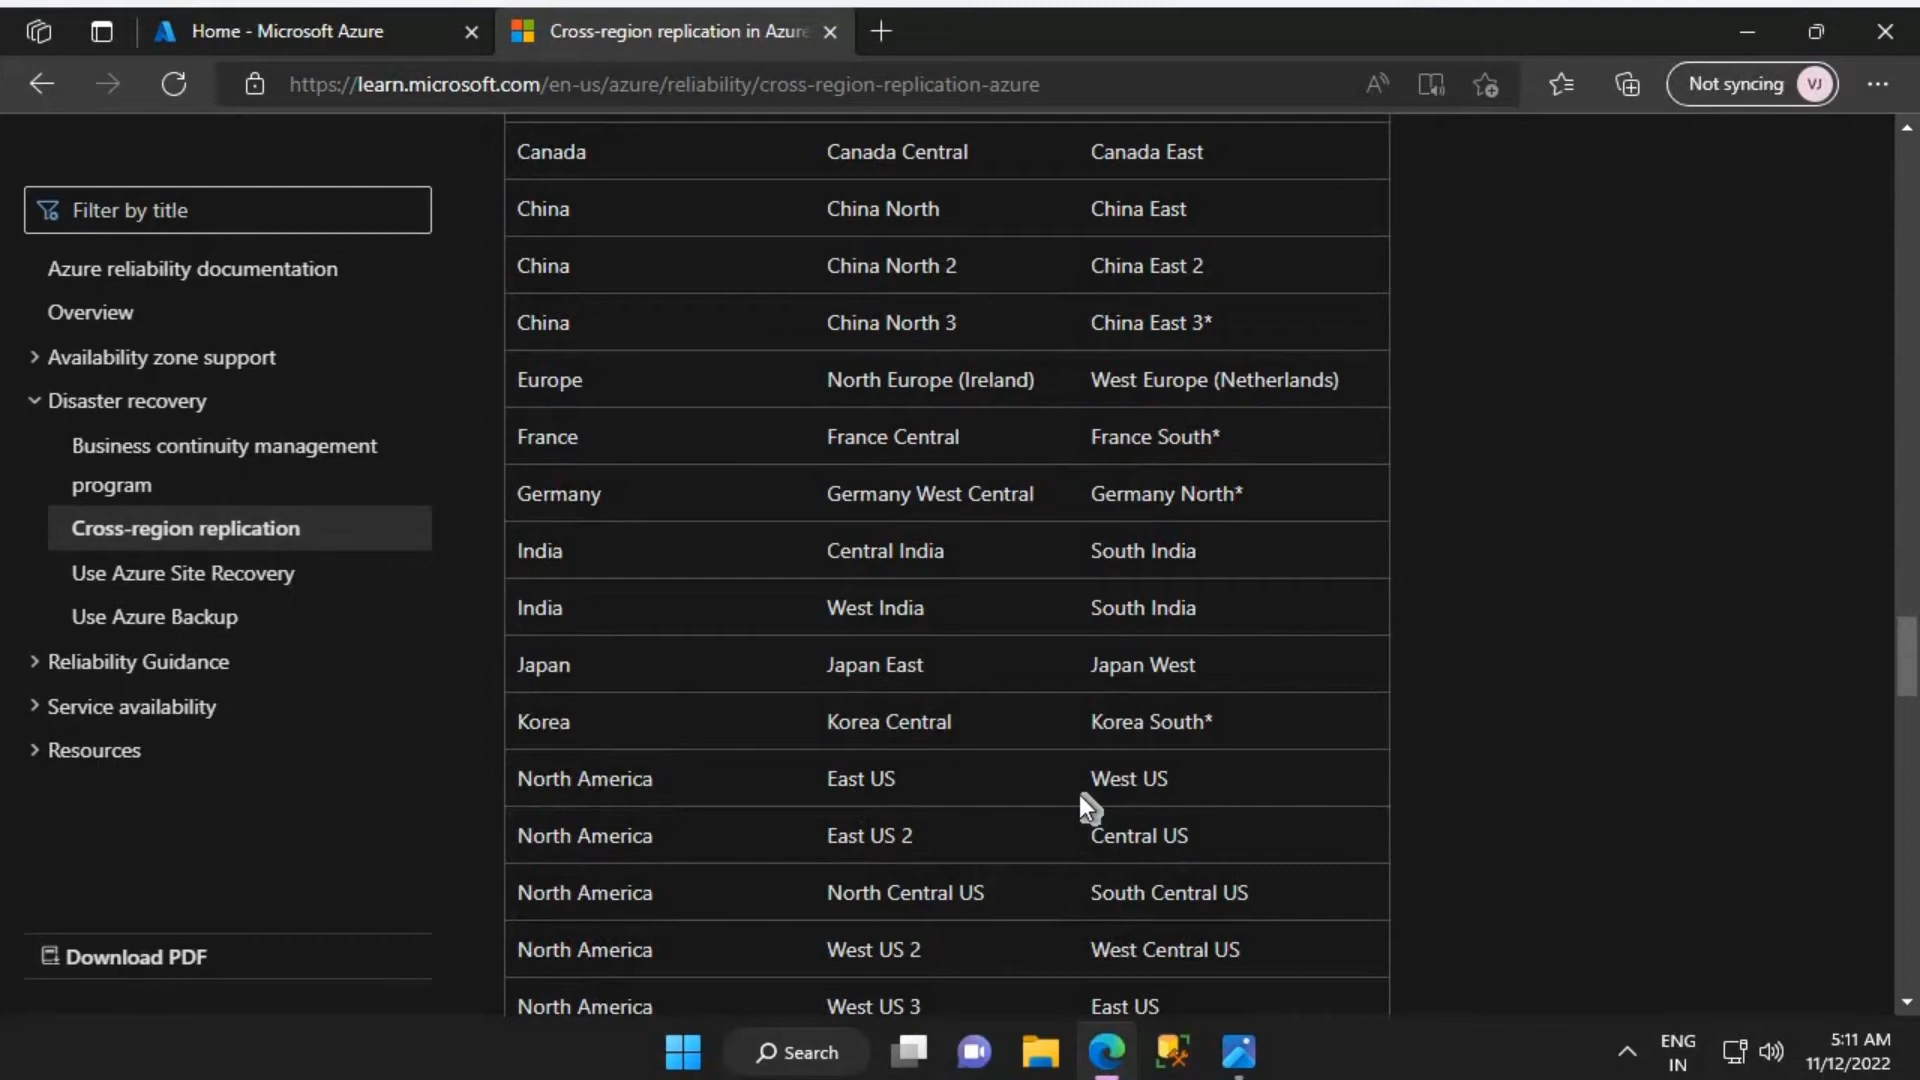 Home - Microsoft Azure
Cross-region replication in Azure
https://learn.microsoft.com/en-us/azure/reliability/cross-region-replication-azure
Not syncing VJ
Filter by title
Azure reliability documentation
Overview
Availability zone support
Disaster recovery
Business continuity management
program
Cross-region replication
Use Azure Site Recovery
Use Azure Backup
Reliability Guidance
Service availability
Resources
Download PDF
Canada Canada Central Canada East
China China North China East
China China North 2 China East 2
China China North 3 China East 3*
Europe North Europe (Ireland) West Europe (Netherlands)
France France Central France South*
Germany Germany West Central Germany North*
India Central India South India
India West India South India
Japan Japan East Japan West
Korea Korea Central Korea South*
North America East US West US
North America East US 2 Central US
North America North Central US South Central US
North America West US 2 West Central US
North America West US 3 East US
Search
ENG
IN
5:11 AM
11/12/2022